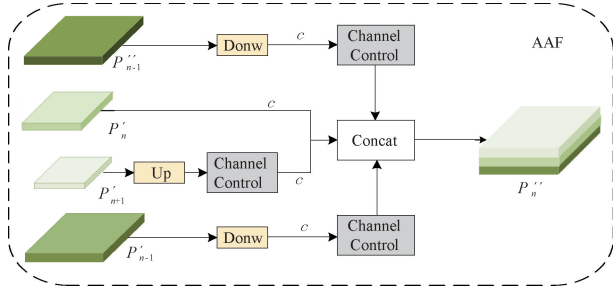 Donw
c
Channel
Control
AAF
P''n-1
c
P'n
Concat
Up
Channel
Control
c
P'n+1
P''n
Donw
c
Channel
Control
P'n-1